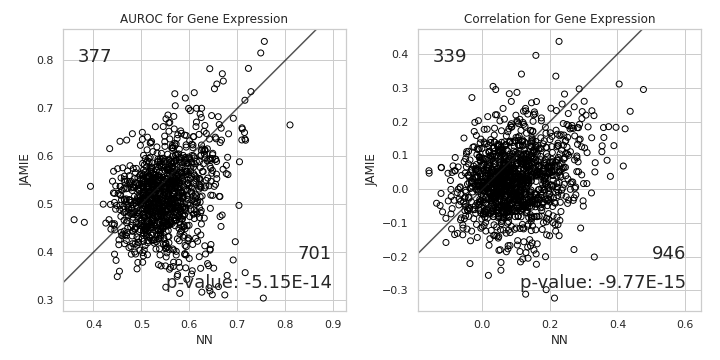 AUROC for Gene Expression
377
701
p-value: -5.15E-14
JAMIE
0.8
0.7
0.6
0.5
0.4
0.3
0.4 0.5 0.6 0.7 0.8 0.9
NN
Correlation for Gene Expression
339
946
p-value: -9.77E-15
JAMIE
0.4
0.3
0.2
0.1
0.0
−0.1
−0.2
−0.3
0.0 0.2 0.4 0.6
NN